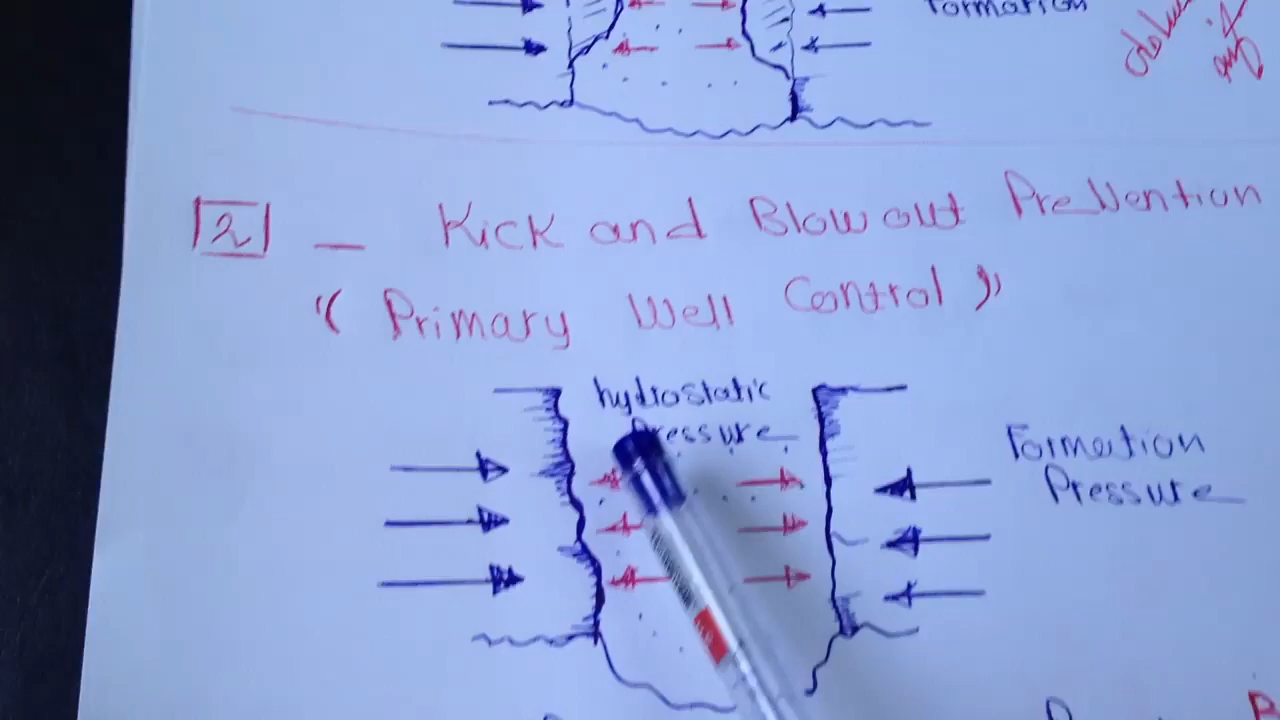 Formation
2 - Kick and Blowout Prevention
" Primary Well Control "
hydrostatic
Pressure
Formation
Pressure